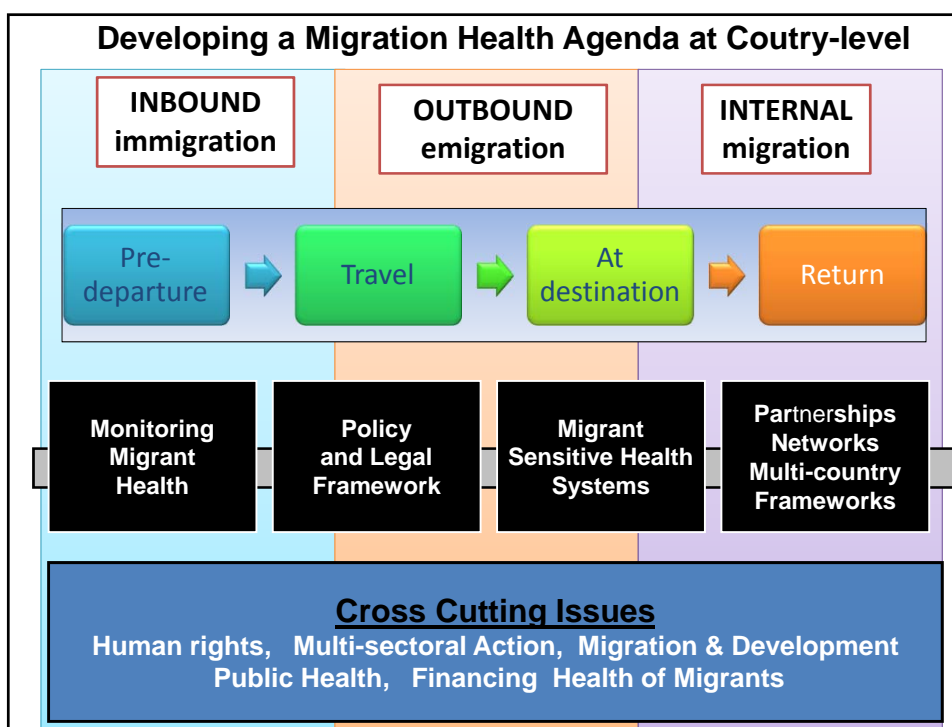 Developing a Migration Health Agenda at Coutry-level
INBOUND
immigration
OUTBOUND
emigration
INTERNAL
migration
Pre-
departure
Travel
At
destination
Return
Monitoring
Migrant
Health
Policy
and Legal
Framework
Migrant
Sensitive Health
Systems
Partnerships
Networks
Multi-country
Frameworks
Cross Cutting Issues
Human rights, Multi-sectoral Action, Migration & Development
Public Health, Financing Health of Migrants